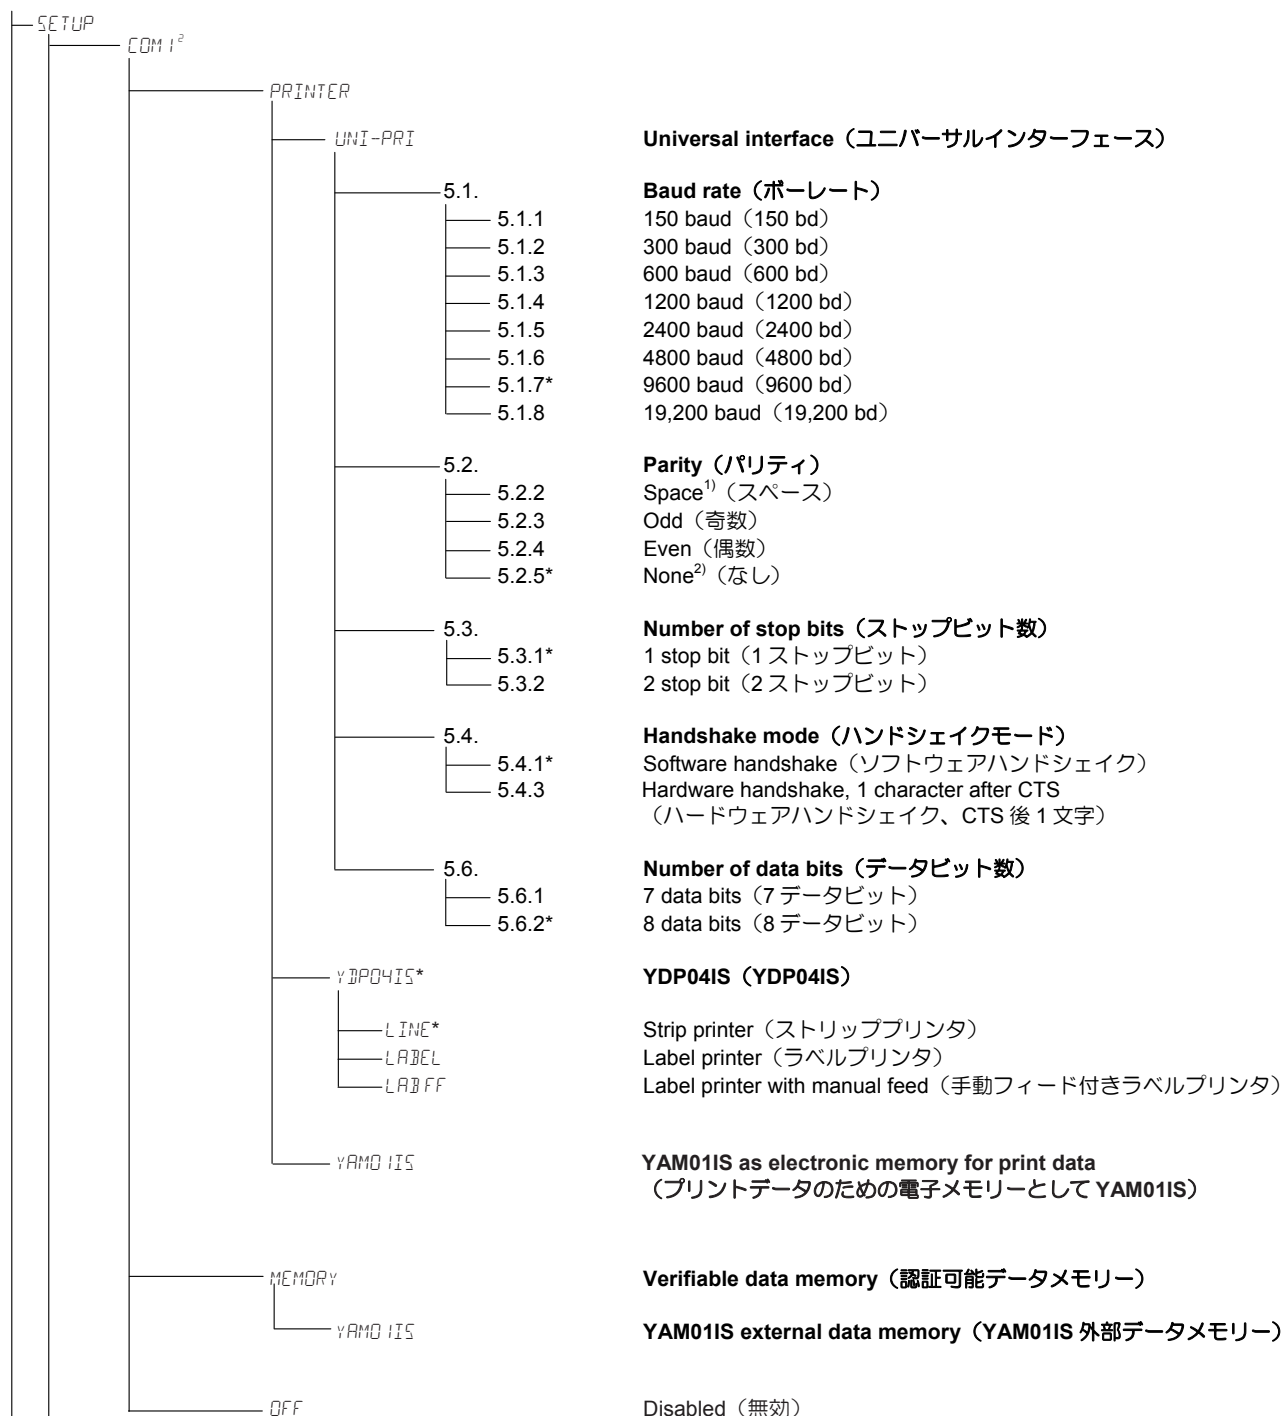 SETUP
COM1²
PRINTER
UNI-PRI Universal interface（ユニバーサルインターフェース）
5.1. Baud rate（ボーレート）
5.1.1 150 baud（150 bd）
5.1.2 300 baud（300 bd）
5.1.3 600 baud（600 bd）
5.1.4 1200 baud（1200 bd）
5.1.5 2400 baud（2400 bd）
5.1.6 4800 baud（4800 bd）
5.1.7* 9600 baud（9600 bd）
5.1.8 19,200 baud（19,200 bd）
5.2. Parity（パリティ）
5.2.2 Space¹⁾（スペース）
5.2.3 Odd（奇数）
5.2.4 Even（偶数）
5.2.5* None²⁾（なし）
5.3. Number of stop bits（ストップビット数）
5.3.1* 1 stop bit（1 ストップビット）
5.3.2 2 stop bit（2 ストップビット）
5.4. Handshake mode（ハンドシェイクモード）
5.4.1* Software handshake（ソフトウェアハンドシェイク）
5.4.3 Hardware handshake, 1 character after CTS
（ハードウェアハンドシェイク、CTS 後 1 文字）
5.6. Number of data bits（データビット数）
5.6.1 7 data bits（7 データビット）
5.6.2* 8 data bits（8 データビット）
YDP04IS* YDP04IS（YDP04IS）
LINE* Strip printer（ストリッププリンタ）
LABEL Label printer（ラベルプリンタ）
LABFF Label printer with manual feed（手動フィード付きラベルプリンタ）
YAM01IS YAM01IS as electronic memory for print data
（プリントデータのための電子メモリーとして YAM01IS）
MEMORY Verifiable data memory（認証可能データメモリー）
YAM01IS YAM01IS external data memory（YAM01IS 外部データメモリー）
OFF Disabled（無効）